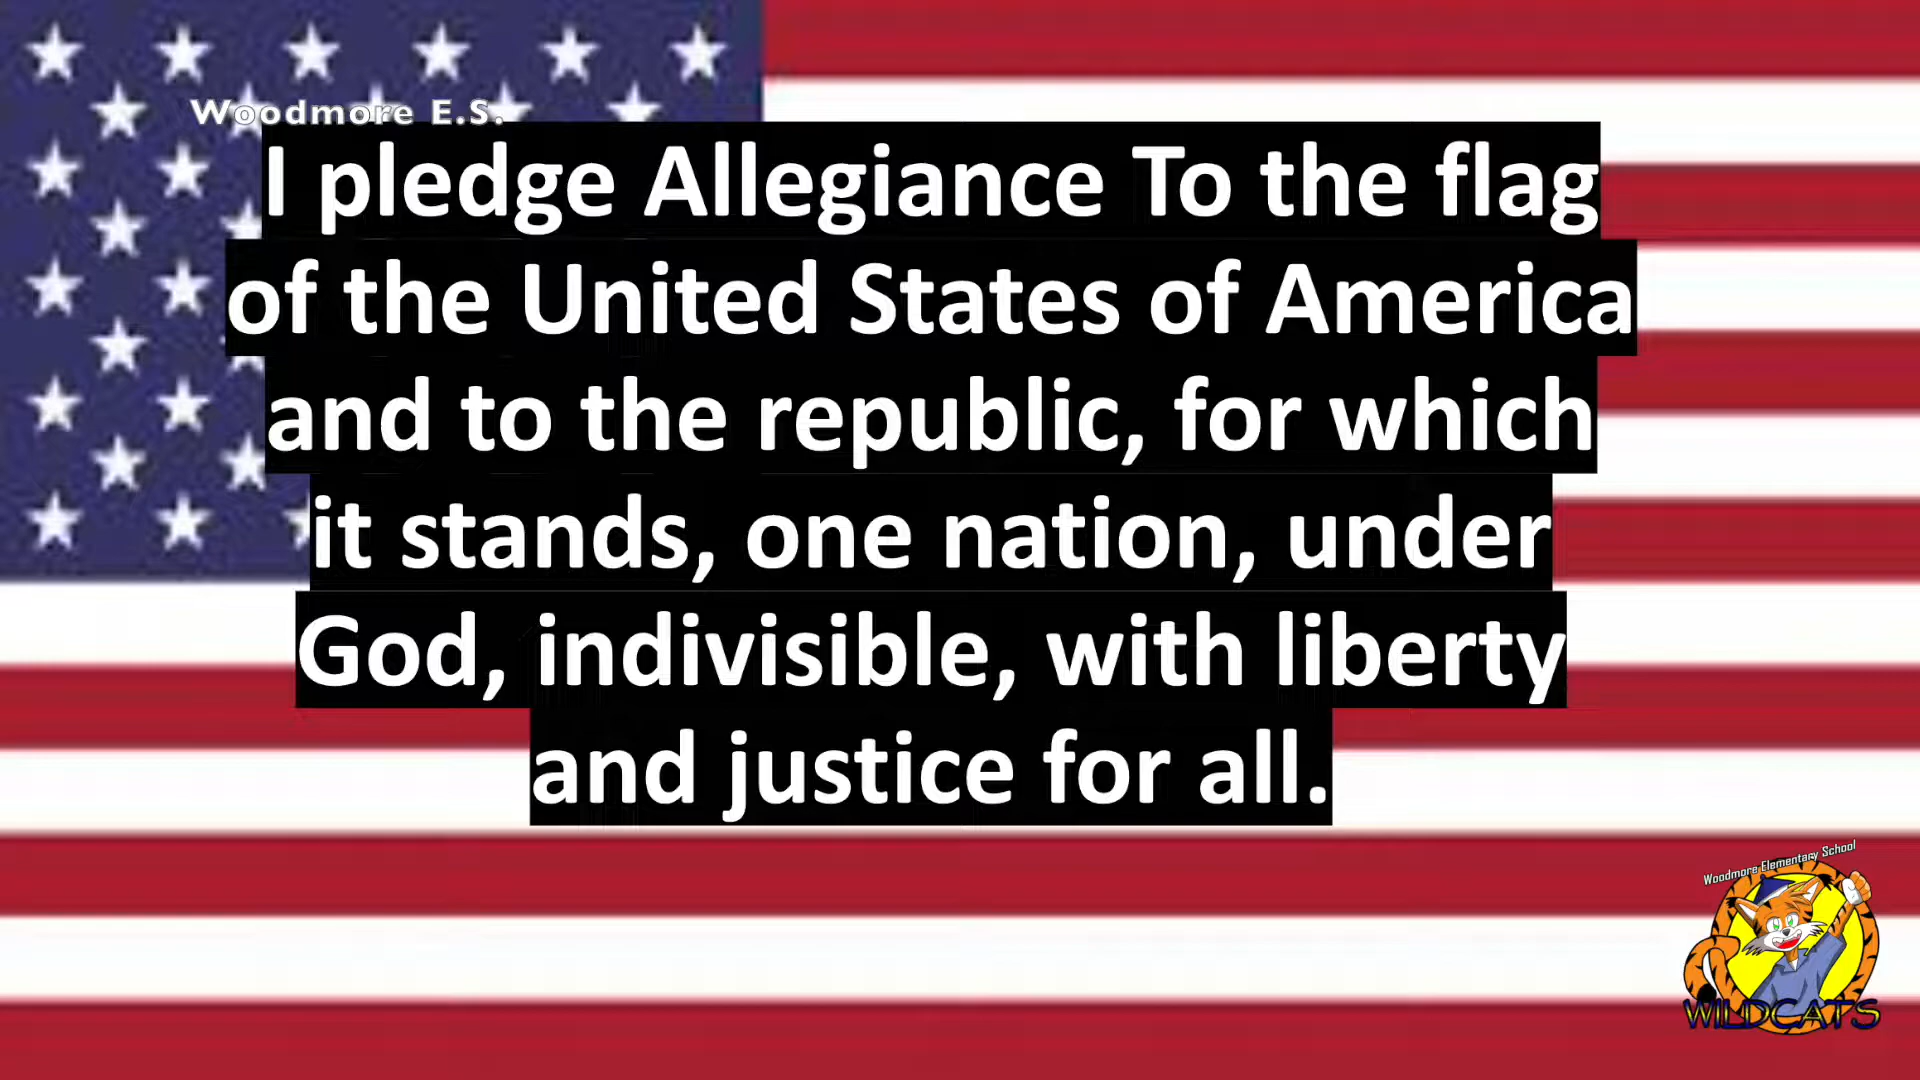 Woodmore E.S.
I pledge Allegiance To the flag
of the United States of America
and to the republic, for which
it stands, one nation, under
God, indivisible, with liberty
and justice for all.
Woodmore Elementary School
WILDCATS